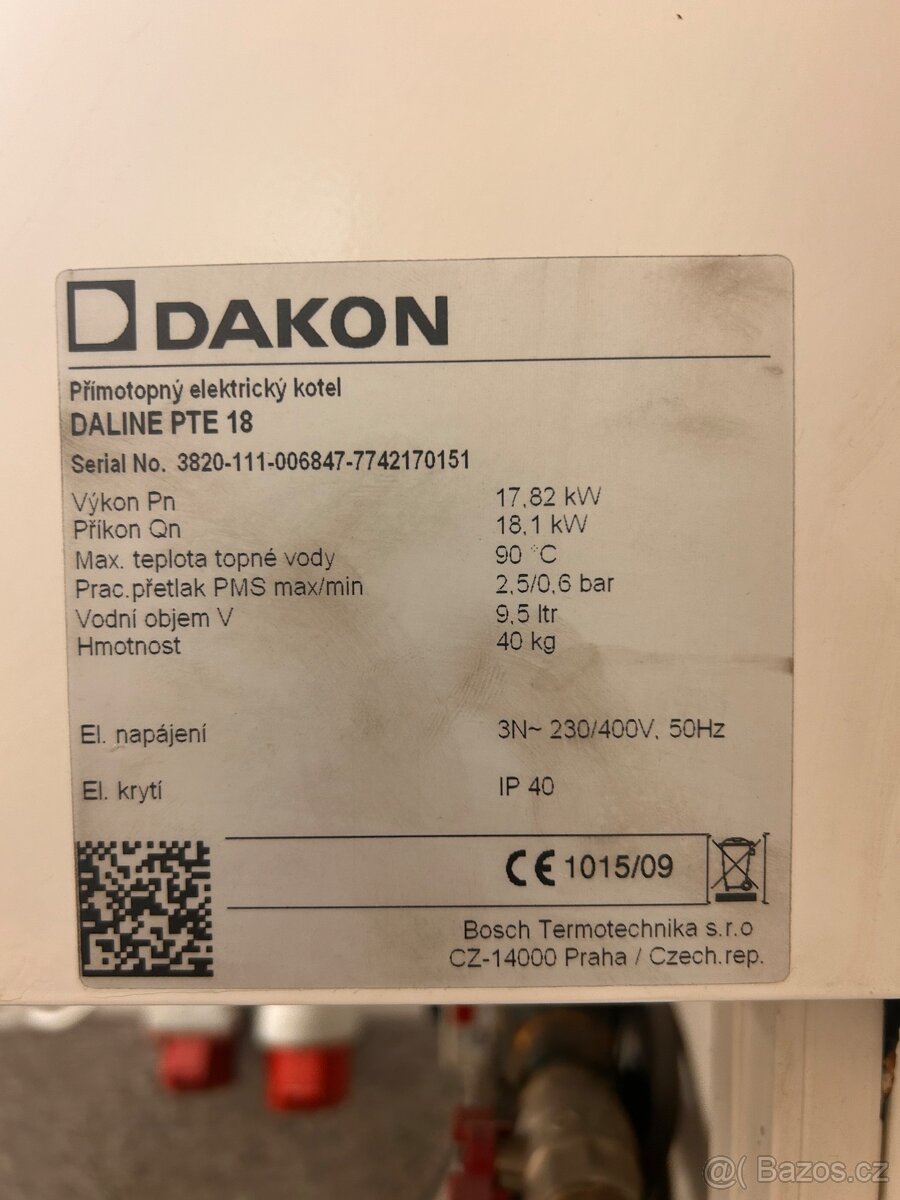 DAKON
Přímotopný elektrický kotel
DALINE PTE 18
Serial No. 3820-111-006847-7742170151
Výkon Pn 17,82 kW
Příkon Qn 18,1 kW
Max. teplota topné vody 90 °C
Prac.přetlak PMS max/min 2,5/0,6 bar
Vodní objem V 9,5 ltr
Hmotnost 40 kg
El. napájení 3N~ 230/400V, 50Hz
El. krytí IP 40
CE 1015/09
Bosch Termotechnika s.r.o
CZ-14000 Praha / Czech.rep.
@( Bazos.cz